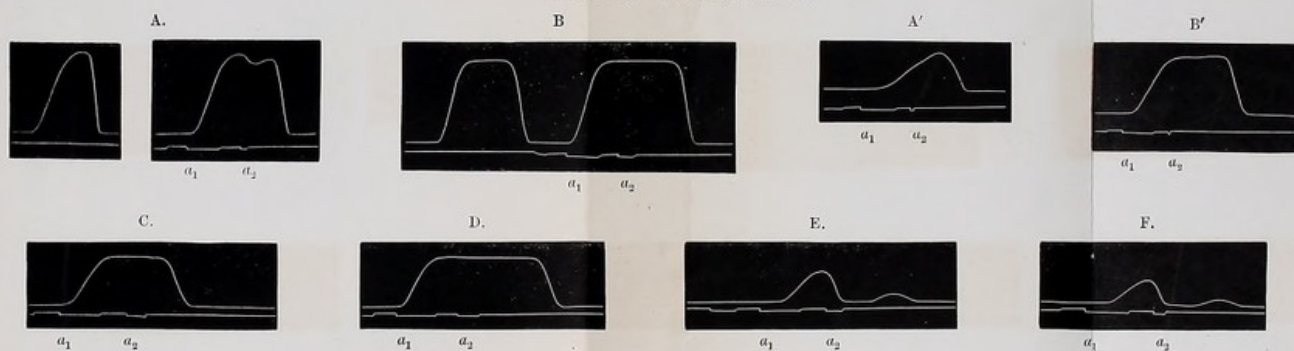 A. B A′ B′
a₁ a₂ a₁ a₂ a₁ a₂ a₁ a₂
C. D. E. F.
a₁ a₂ a₁ a₂ a₁ a₂ a₁ a₂